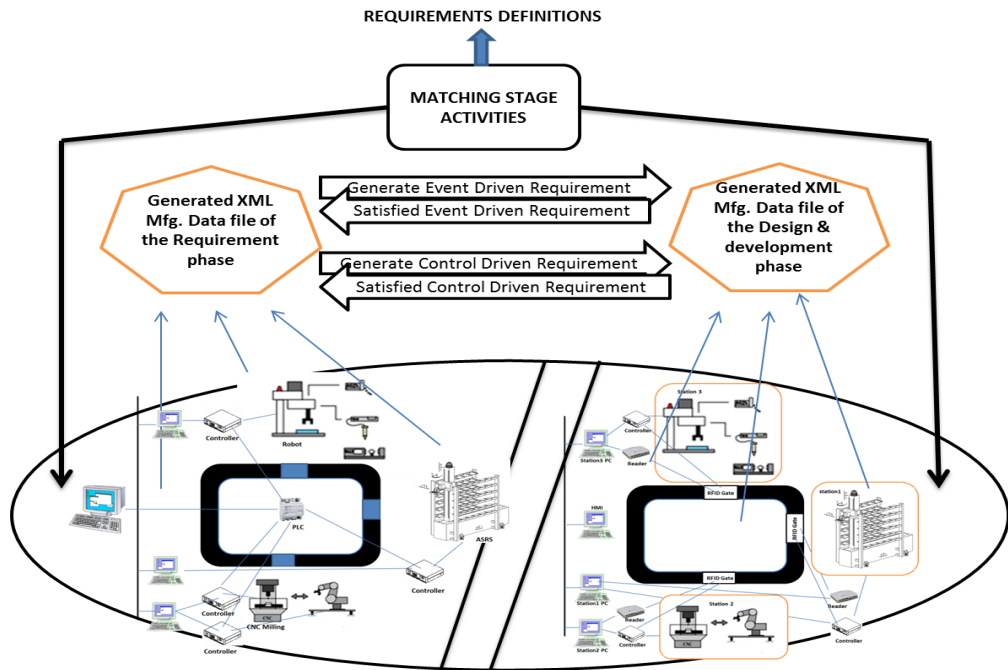 REQUIREMENTS DEFINITIONS
MATCHING STAGE
ACTIVITIES
Generated XML
Mfg. Data file of
the Requirement
phase
Generate Event Driven Requirement
Satisfied Event Driven Requirement
Generate Control Driven Requirement
Satisfied Control Driven Requirement
Generated XML
Mfg. Data file of
the Design &
development
phase
Controller
Robot
PLC
ASRS
Controller
Controller
CNC
CNC Milling
Controller
Station 3
Controller
Station3 PC
Reader
RFID Gate
HMI
RFID Gate
station1
RFID Gate
Station1 PC
Reader
Reader
Station 2
Station2 PC
Controller
CNC
Controller